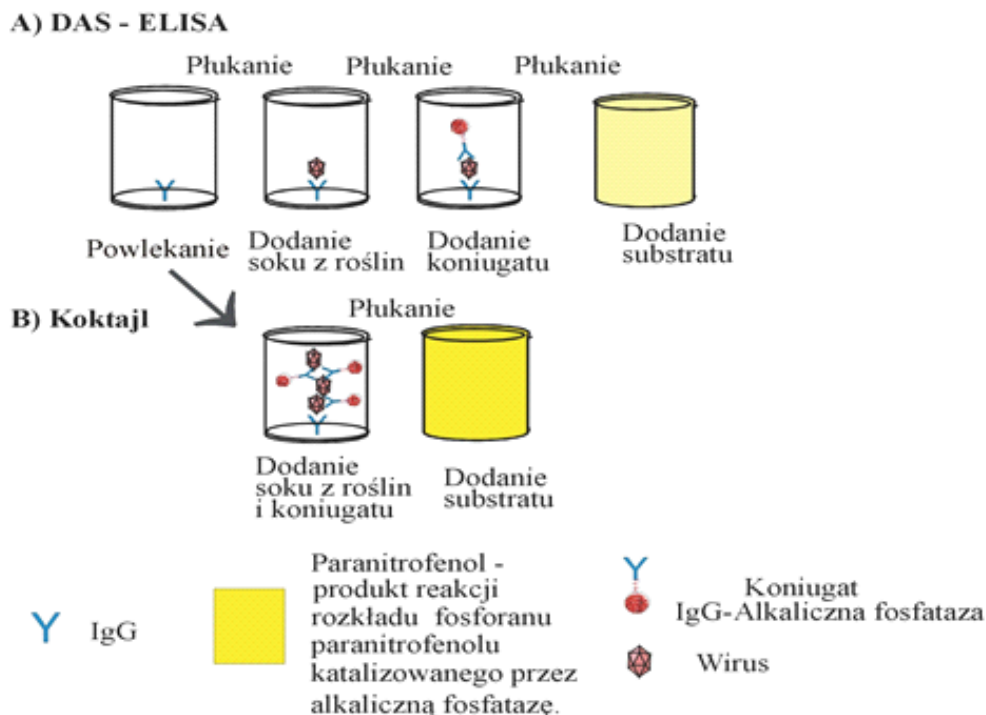 A) DAS - ELISA
Płukanie Płukanie Płukanie
Powlekanie
Dodanie
soku z roślin
Dodanie
koniugatu
Dodanie
substratu
B) Koktajl
Płukanie
Dodanie
soku z roślin
i koniugatu
Dodanie
substratu
IgG
Paranitrofenol -
produkt reakcji
rozkładu fosforanu
paranitrofenolu
katalizowanego przez
alkaliczną fosfatazę.
Koniugat
IgG-Alkaliczna fosfataza
Wirus